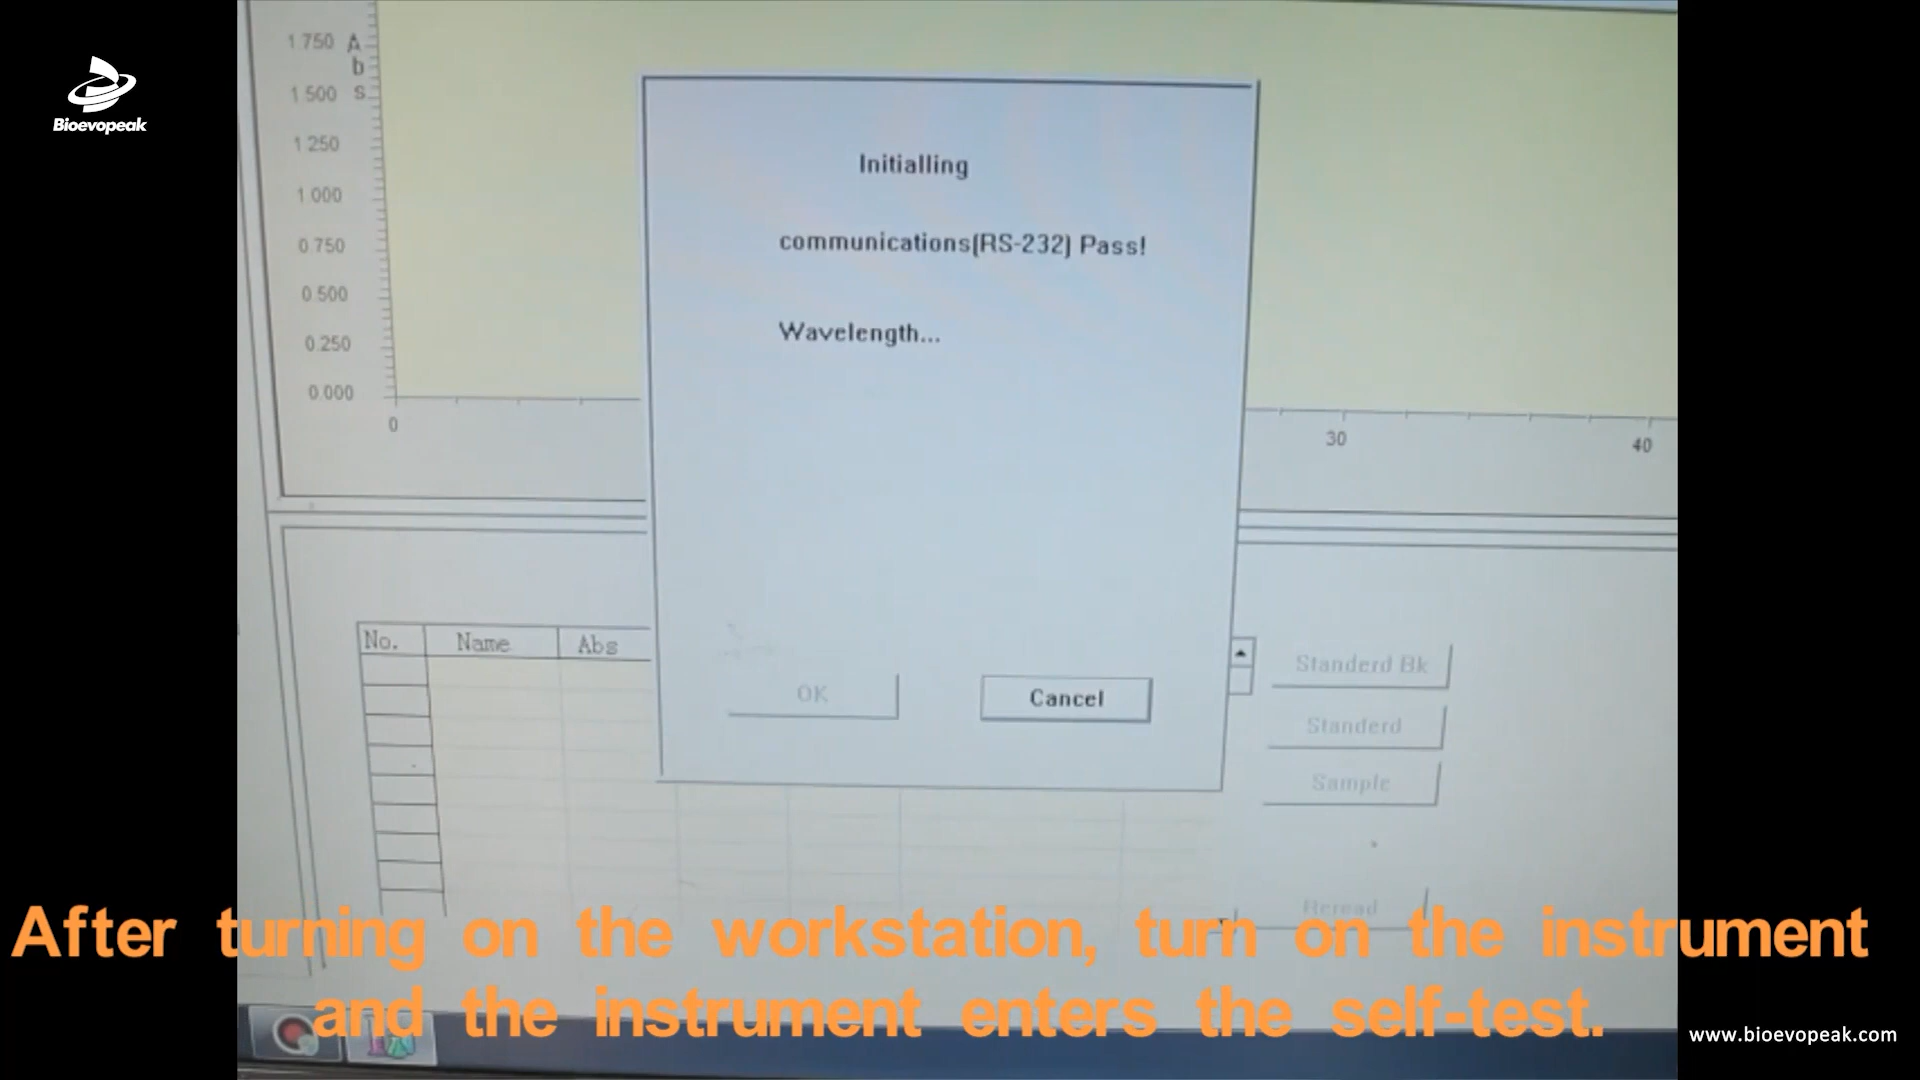 Bioevopeak
1.750
Abs
1.500
1.250
1.000
0.750
0.500
0.250
0.000
0
30
40
Initialling
communications(RS-232) Pass!
Wavelength...
OK
Cancel
No. Name Abs
Standerd Bk
Standerd
Sample
Reread
After turning on the workstation, turn on the instrument
and the instrument enters the self-test.
www.bioevopeak.com